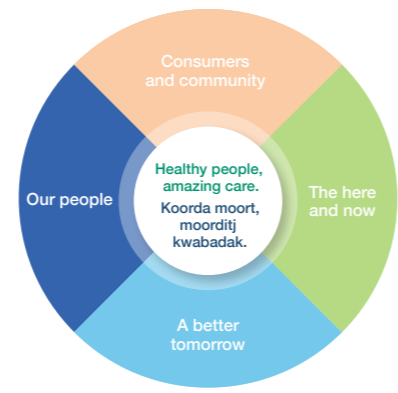 Consumers
and community
Our people
Healthy people,
amazing care.
Koorda moort,
moorditj
kwabadak.
The here
and now
A better
tomorrow